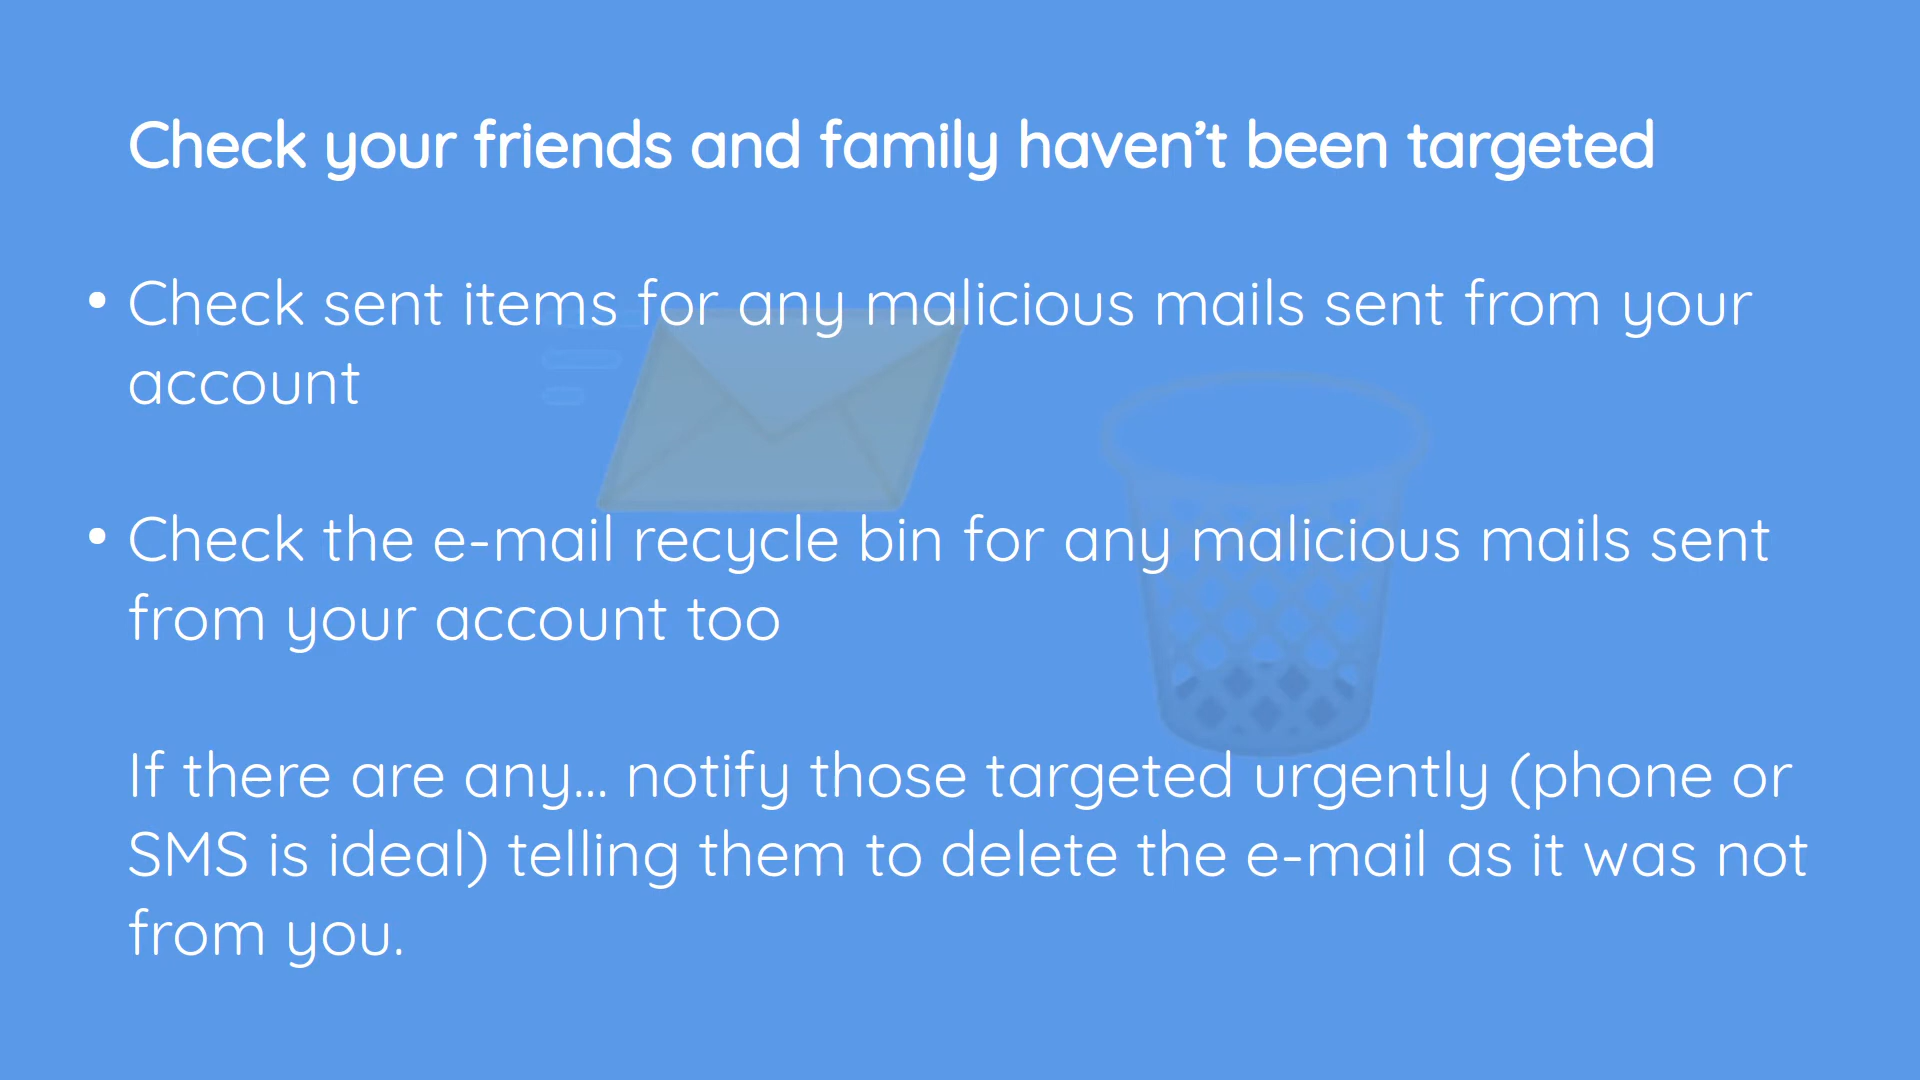 Check your friends and family haven’t been targeted
• Check sent items for any malicious mails sent from your
account
• Check the e-mail recycle bin for any malicious mails sent
from your account too
If there are any... notify those targeted urgently (phone or
SMS is ideal) telling them to delete the e-mail as it was not
from you.